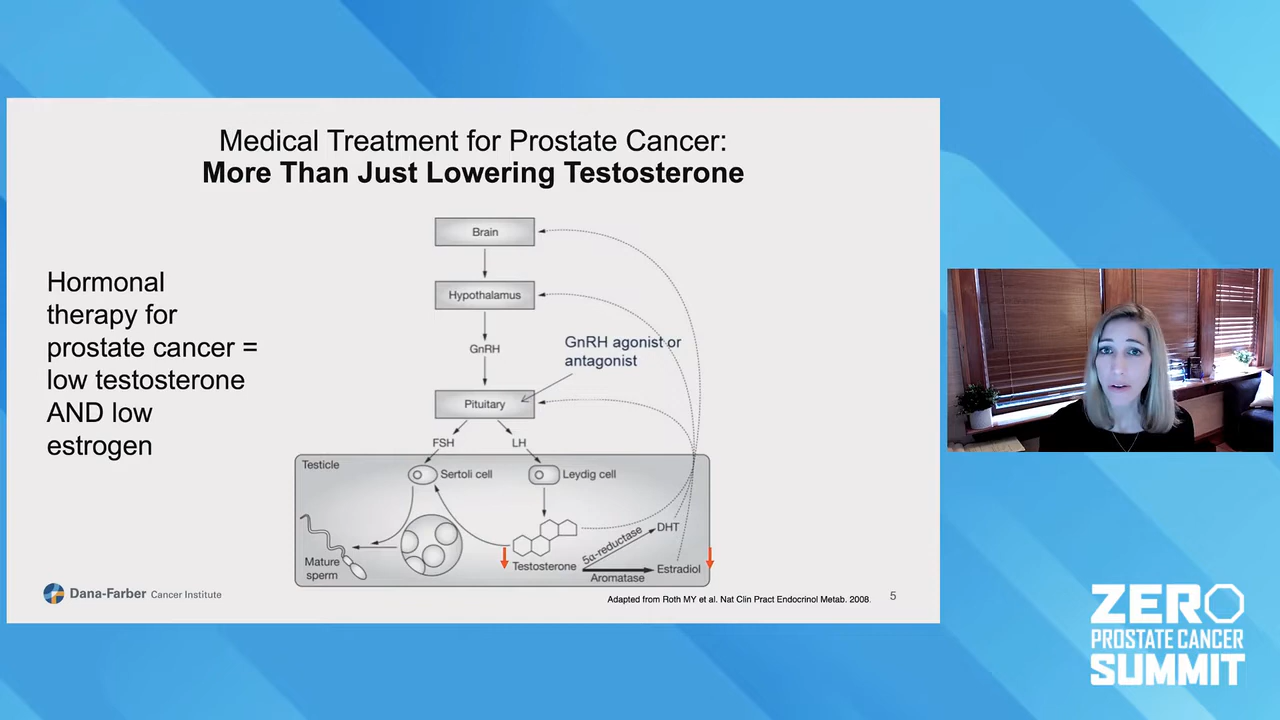 Medical Treatment for Prostate Cancer:
More Than Just Lowering Testosterone
Hormonal
therapy for
prostate cancer =
low testosterone
AND low
estrogen
Brain
Hypothalamus
GnRH
GnRH agonist or
antagonist
Pituitary
FSH
LH
Testicle
Sertoli cell
Leydig cell
Mature
sperm
Testosterone
5α-reductase
DHT
Aromatase
Estradiol
Dana-Farber Cancer Institute
Adapted from Roth MY et al. Nat Clin Pract Endocrinol Metab. 2008.
5
ZERO
PROSTATE CANCER
SUMMIT